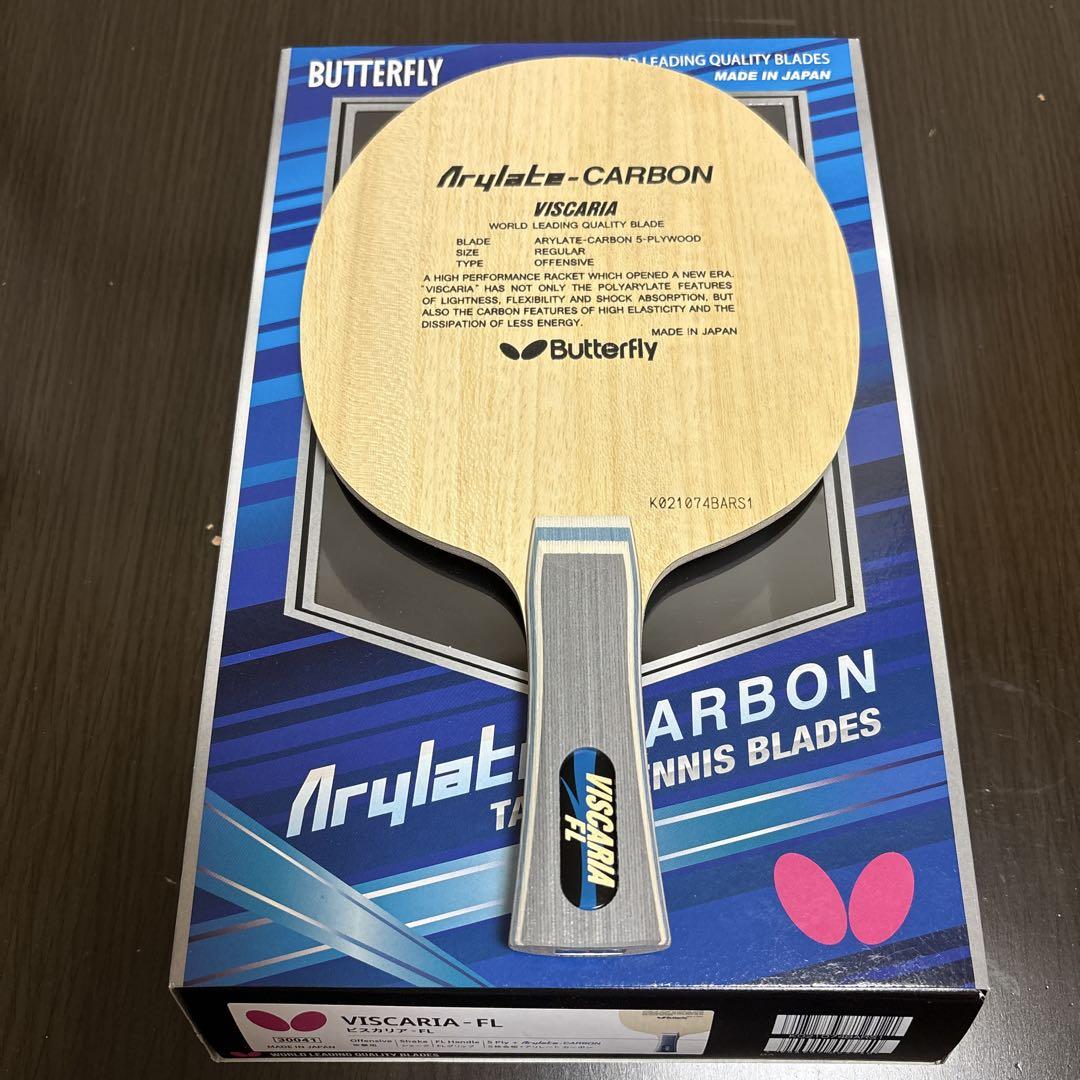 BUTTERFLY
LEADING QUALITY BLADES
MADE IN JAPAN
Arylate-CARBON
VISCARIA
WORLD LEADING QUALITY BLADE
BLADE ARYLATE-CARBON 5-PLYWOOD
SIZE REGULAR
TYPE OFFENSIVE
A HIGH PERFORMANCE RACKET WHICH OPENED A NEW ERA.
"VISCARIA" HAS NOT ONLY THE POLYARYLATE FEATURES
OF LIGHTNESS, FLEXIBILITY AND SHOCK ABSORPTION, BUT
ALSO THE CARBON FEATURES OF HIGH ELASTICITY AND THE
DISSIPATION OF LESS ENERGY.
MADE IN JAPAN
Butterfly
K021074BARS1
VISCARIA
FL
Arylate ARBON
TA NNIS BLADES
VISCARIA-FL
ビスカリア-FL
[30041]
Offensive Shake FL Handle 5 Ply + Arylate-CARBON
MADE IN JAPAN
WORLD LEADING QUALITY BLADES